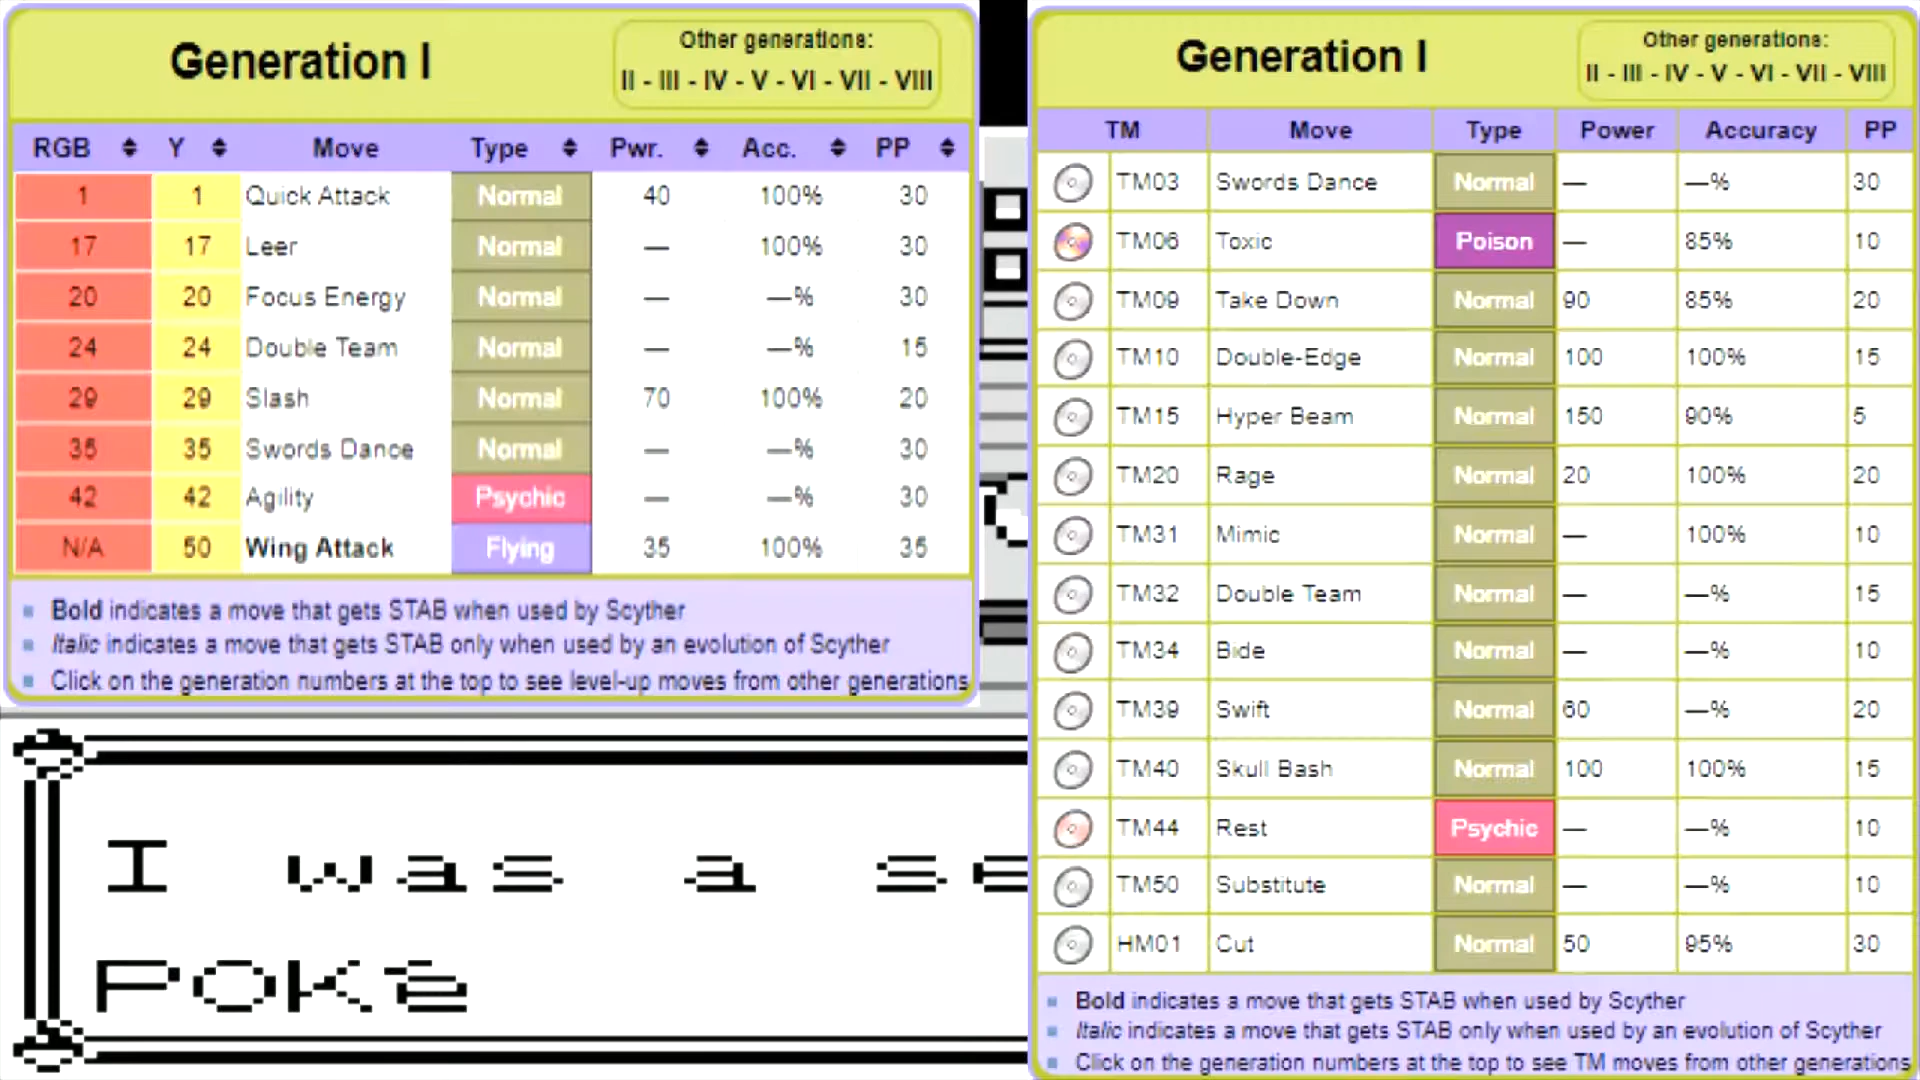 Generation I
Other generations:
II - III - IV - V - VI - VII - VIII
RGB Y Move Type Pwr. Acc. PP
1 1 Quick Attack Normal 40 100% 30
17 17 Leer Normal — 100% 30
20 20 Focus Energy Normal — —% 30
24 24 Double Team Normal — —% 15
29 29 Slash Normal 70 100% 20
35 35 Swords Dance Normal — —% 30
42 42 Agility Psychic — —% 30
N/A 50 Wing Attack Flying 35 100% 35
Bold indicates a move that gets STAB when used by Scyther
Italic indicates a move that gets STAB only when used by an evolution of Scyther
Click on the generation numbers at the top to see level-up moves from other generations
I was a se
POKé
Generation I
Other generations:
II - III - IV - V - VI - VII - VIII
TM Move Type Power Accuracy PP
TM03 Swords Dance Normal — —% 30
TM06 Toxic Poison — 85% 10
TM09 Take Down Normal 90 85% 20
TM10 Double-Edge Normal 100 100% 15
TM15 Hyper Beam Normal 150 90% 5
TM20 Rage Normal 20 100% 20
TM31 Mimic Normal — 100% 10
TM32 Double Team Normal — —% 15
TM34 Bide Normal — —% 10
TM39 Swift Normal 60 —% 20
TM40 Skull Bash Normal 100 100% 15
TM44 Rest Psychic — —% 10
TM50 Substitute Normal — —% 10
HM01 Cut Normal 50 95% 30
Bold indicates a move that gets STAB when used by Scyther
Italic indicates a move that gets STAB only when used by an evolution of Scyther
Click on the generation numbers at the top to see TM moves from other generations